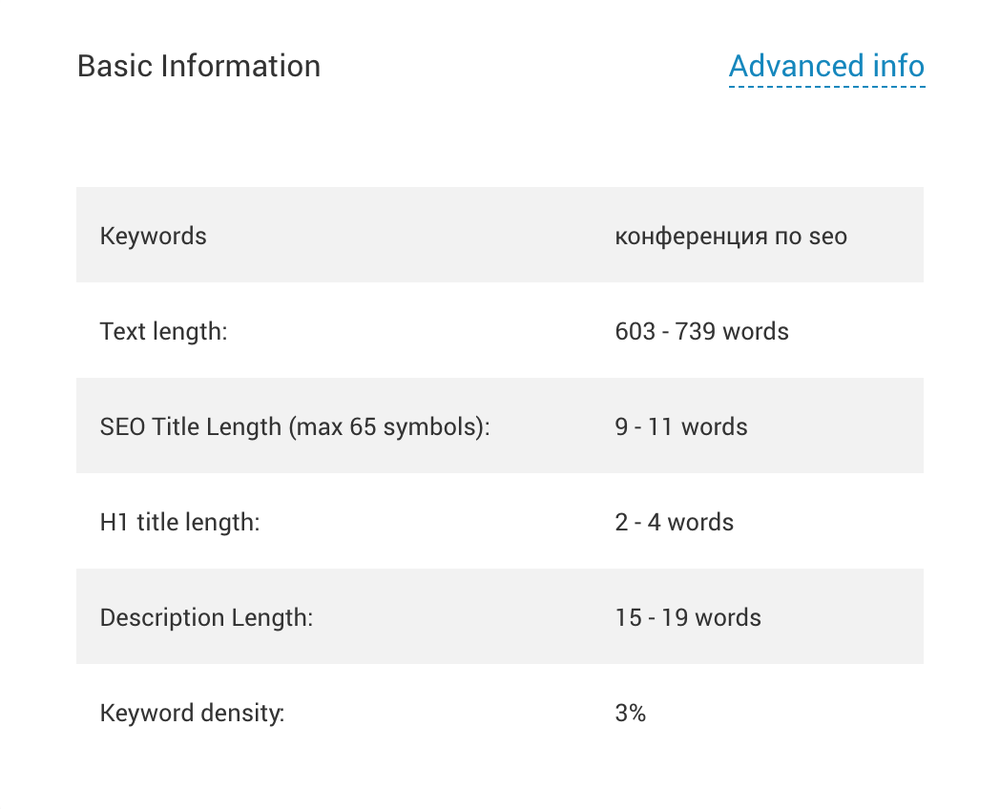 Basic Information
Advanced info
Keywords
конференция по seo
Text length:
603 - 739 words
SEO Title Length (max 65 symbols):
9 - 11 words
H1 title length:
2 - 4 words
Description Length:
15 - 19 words
Keyword density:
3%